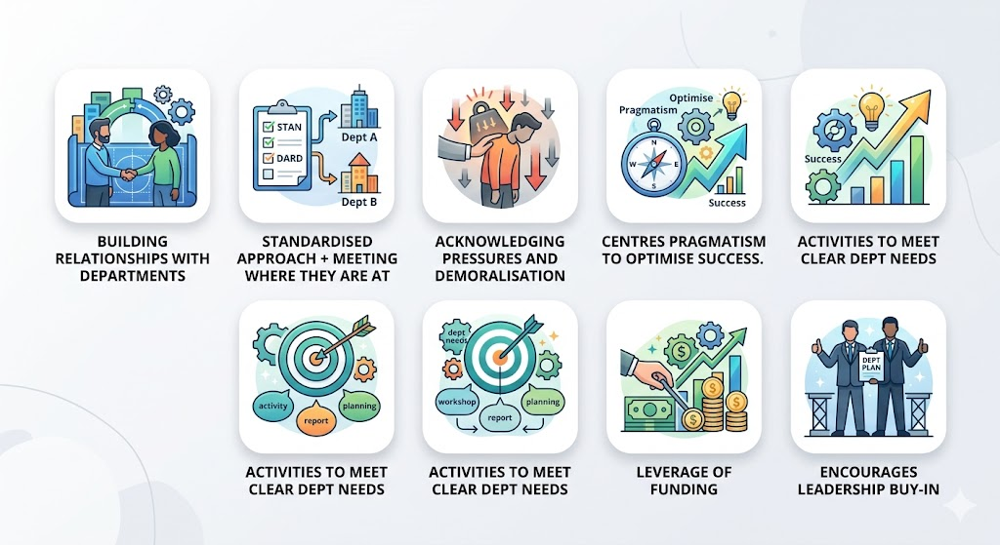 STAN
DARD
Dept A
Dept B
Optimise
Pragmatism
N
W
E
S
Success
Success
BUILDING
RELATIONSHIPS WITH
DEPARTMENTS
STANDARDISED
APPROACH + MEETING
WHERE THEY ARE AT
ACKNOWLEDGING
PRESSURES AND
DEMORALISATION
CENTRES PRAGMATISM
TO OPTIMISE SUCCESS.
ACTIVITIES TO MEET
CLEAR DEPT NEEDS
activity
report
planning
dept
needs
workshop
report
planning
$
$
$
$
$
DEPT
PLAN
ACTIVITIES TO MEET
CLEAR DEPT NEEDS
ACTIVITIES TO MEET
CLEAR DEPT NEEDS
LEVERAGE OF
FUNDING
ENCOURAGES
LEADERSHIP BUY-IN